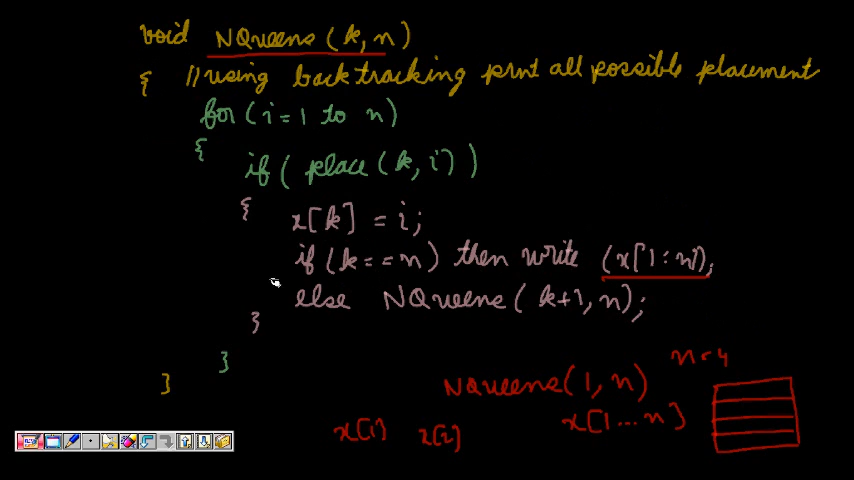 void NQueens (k, n)
{ // using backtracking print all possible placement
for (i = 1 to n)
{
if ( place (k, i) )
{
x[k] = i;
if (k == n) then write (x[1 : n]);
else NQueens ( k+1, n);
}
}
}
n = 4
NQueens (1, n)
x[1] x[2] x[1 ... n]